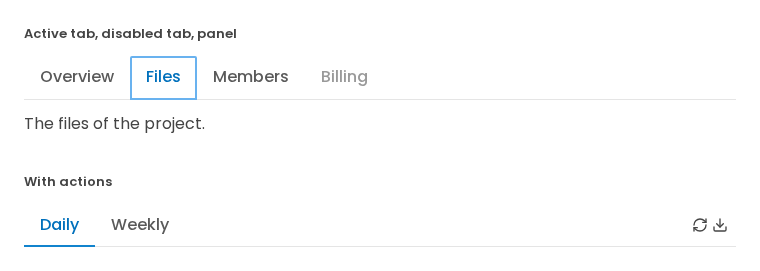 Active tab, disabled tab, panel
Overview Files Members Billing
The files of the project.
With actions
Daily Weekly